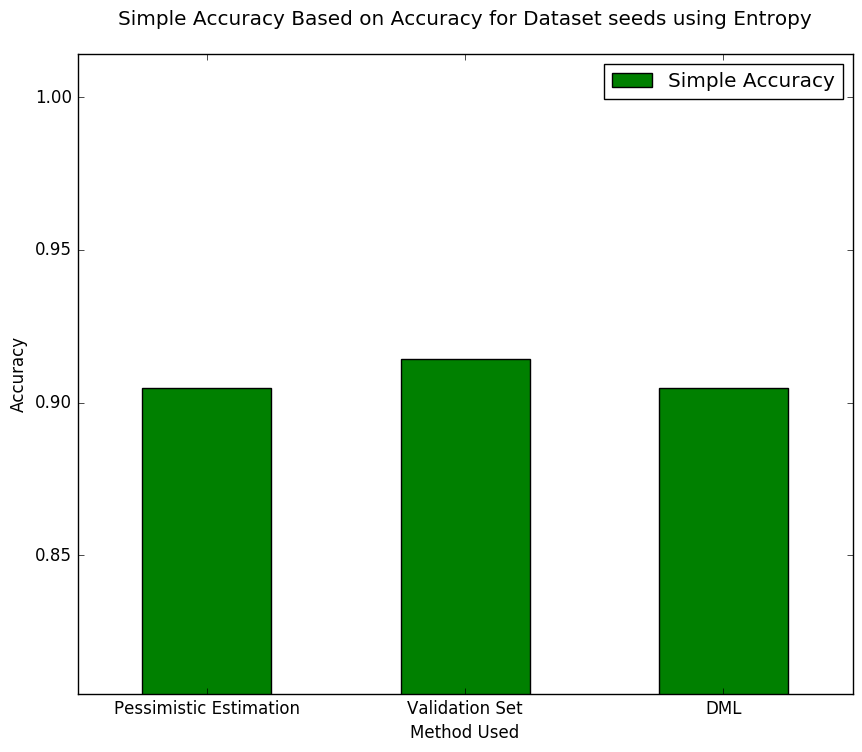 Simple Accuracy Based on Accuracy for Dataset seeds using Entropy
Simple Accuracy
1.00
0.95
0.90
0.85
Accuracy
Pessimistic Estimation
Validation Set
DML
Method Used